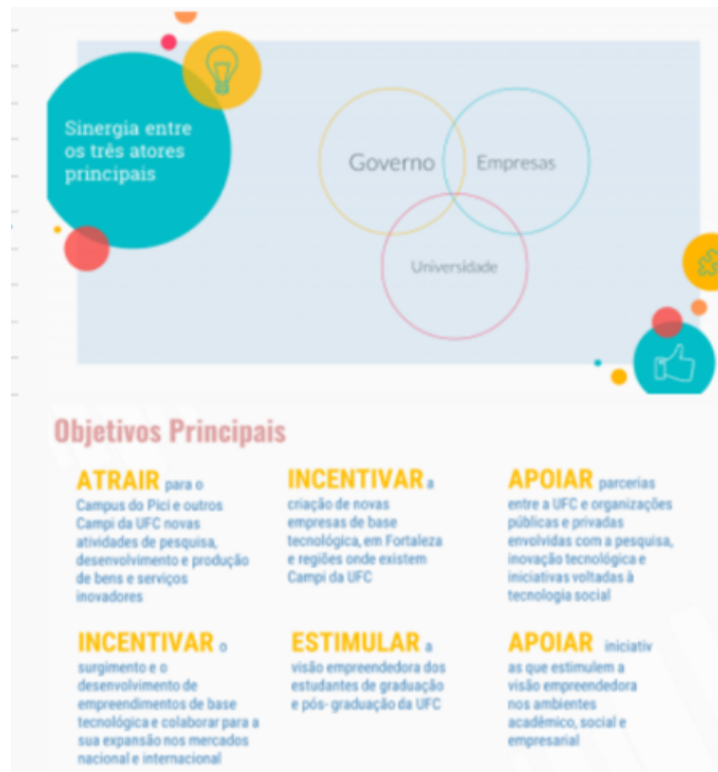 Sinergia entre
os três atores
principais
Governo
Empresas
Universidade
Objetivos Principais
ATRAIR para o
Campus do Pici e outros
Campi da UFC novas
atividades de pesquisa,
desenvolvimento e produção
de bens e serviços
inovadores
INCENTIVAR a
criação de novas
empresas de base
tecnológica, em Fortaleza
e regiões onde existem
Campi da UFC
APOIAR parcerias
entre a UFC e organizações
públicas e privadas
envolvidas com a pesquisa,
inovação tecnológica e
iniciativas voltadas à
tecnologia social
INCENTIVAR o
surgimento e o
desenvolvimento de
empreendimentos de base
tecnológica e colaborar para a
sua expansão nos mercados
nacional e internacional
ESTIMULAR a
visão empreendedora dos
estudantes de graduação
e pós- graduação da UFC
APOIAR iniciativ
as que estimulem a
visão empreendedora
nos ambientes
acadêmico, social e
empresarial